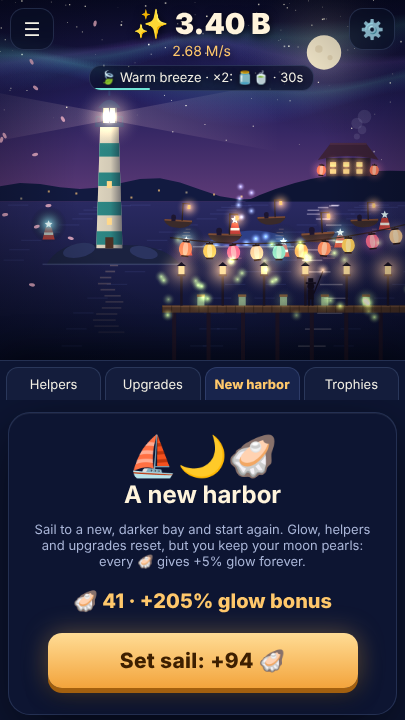 3.40 B
2.68 M/s
Warm breeze · ×2: · 30s
Helpers
Upgrades
New harbor
Trophies
A new harbor
Sail to a new, darker bay and start again. Glow, helpers
and upgrades reset, but you keep your moon pearls:
every 🦪 gives +5% glow forever.
🦪 41 · +205% glow bonus
Set sail: +94 🦪